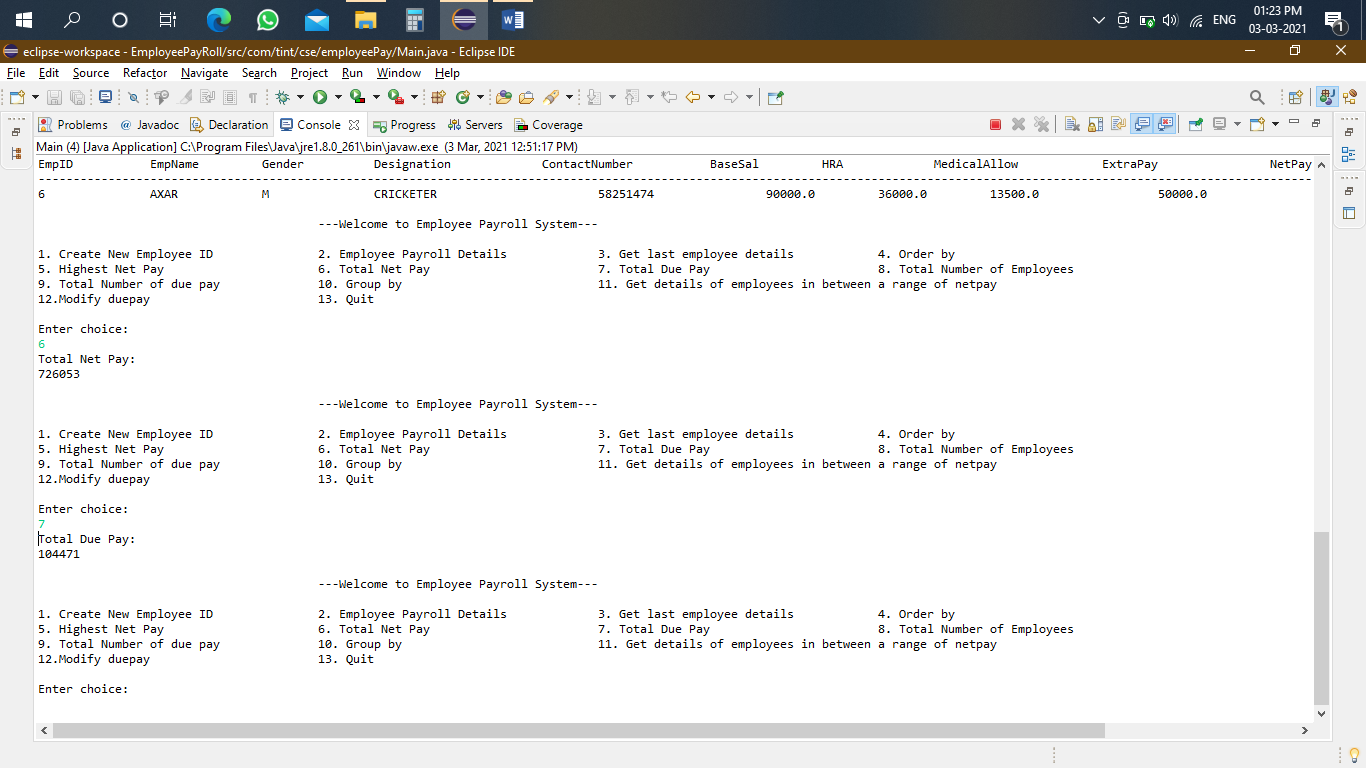 ENG
01:23 PM
03-03-2021
1
eclipse-workspace - EmployeePayRoll/src/com/tint/cse/employeePay/Main.java - Eclipse IDE
File Edit Source Refactor Navigate Search Project Run Window Help
Problems @ Javadoc Declaration Console Progress Servers Coverage
Main (4) [Java Application] C:\Program Files\Java\jre1.8.0_261\bin\javaw.exe (3 Mar, 2021 12:51:17 PM)
EmpID EmpName Gender Designation ContactNumber BaseSal HRA MedicalAllow ExtraPay NetPay
6 AXAR M CRICKETER 58251474 90000.0 36000.0 13500.0 50000.0
---Welcome to Employee Payroll System---
1. Create New Employee ID 2. Employee Payroll Details 3. Get last employee details 4. Order by
5. Highest Net Pay 6. Total Net Pay 7. Total Due Pay 8. Total Number of Employees
9. Total Number of due pay 10. Group by 11. Get details of employees in between a range of netpay
12.Modify duepay 13. Quit
Enter choice:
6
Total Net Pay:
726053
---Welcome to Employee Payroll System---
1. Create New Employee ID 2. Employee Payroll Details 3. Get last employee details 4. Order by
5. Highest Net Pay 6. Total Net Pay 7. Total Due Pay 8. Total Number of Employees
9. Total Number of due pay 10. Group by 11. Get details of employees in between a range of netpay
12.Modify duepay 13. Quit
Enter choice:
7
Total Due Pay:
104471
---Welcome to Employee Payroll System---
1. Create New Employee ID 2. Employee Payroll Details 3. Get last employee details 4. Order by
5. Highest Net Pay 6. Total Net Pay 7. Total Due Pay 8. Total Number of Employees
9. Total Number of due pay 10. Group by 11. Get details of employees in between a range of netpay
12.Modify duepay 13. Quit
Enter choice: